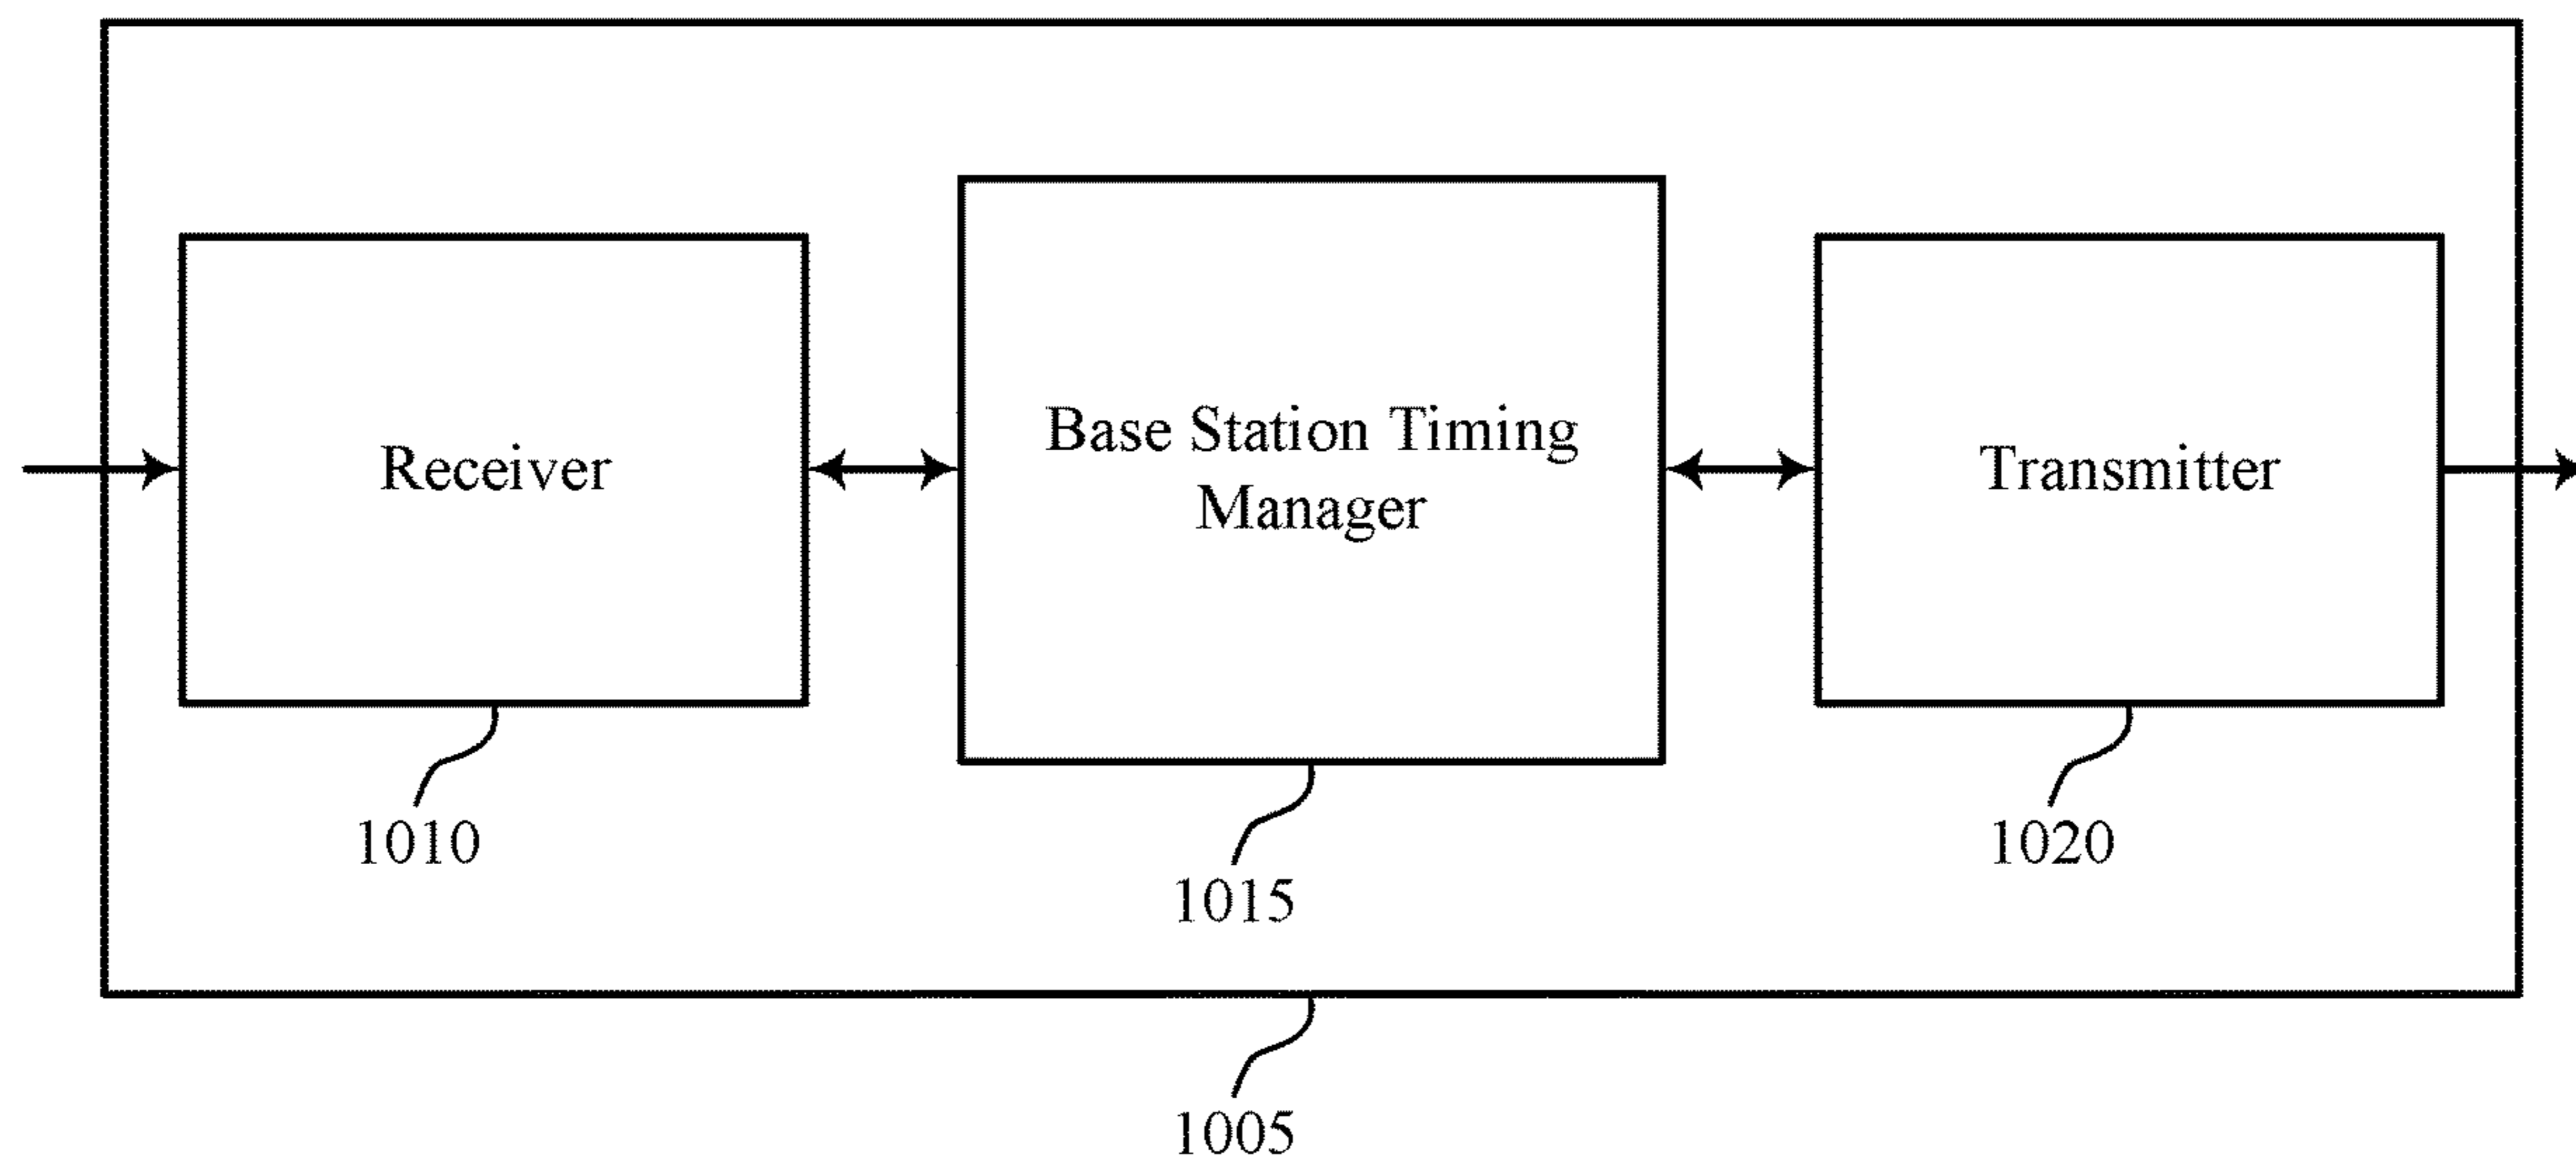 Receiver
Base Station Timing
Manager
Transmitter
1010
1015
1020
1005